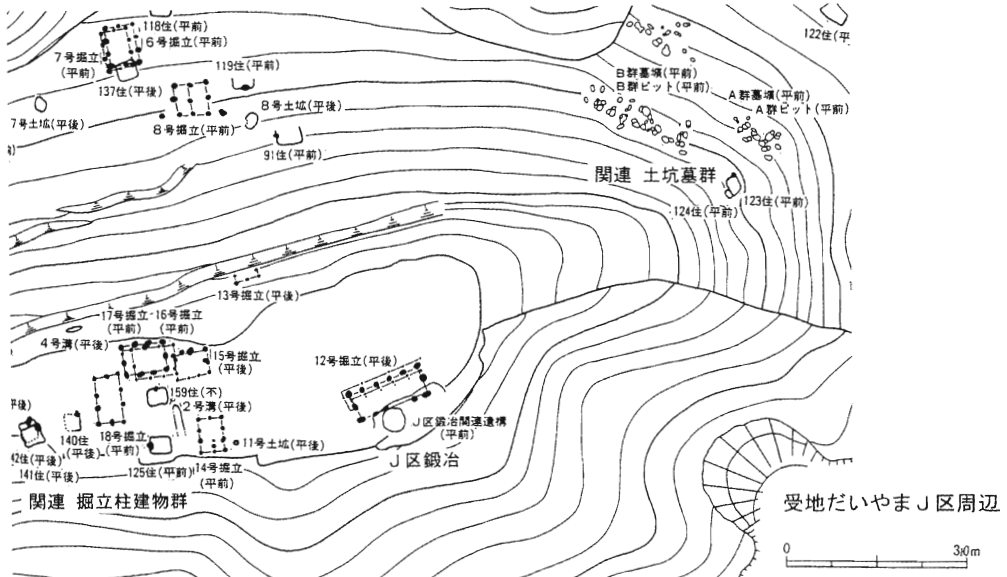 118住(平前)
6号掘立(平前)
7号掘立
(平前)
119住(平前)
137住(平後)
7号土拡(平後)
8号掘立(平前)
8号土拡(平後)
91住(平前)
122住(平
B群墓壙(平前)
B群ピット(平前)
A群墓壙(平前)
A群ピット(平前)
関連 土坑墓群
124住(平前)
123住(平前)
13号掘立(平後)
17号掘立
(平前)
16号掘立
(平前)
4号溝(平後)
15号掘立
(平後)
12号掘立(平後)
159住(不)
2号溝(平後)
J区鍛冶関連遺構
(平前)
J区鍛冶
140住
(平後)
18号掘立
(平前)
11号土拡(平後)
42住(平後)
141住(平後)
125住(平前)
14号掘立
(平前)
関連 掘立柱建物群
受地だいやまJ区周辺
0
30m